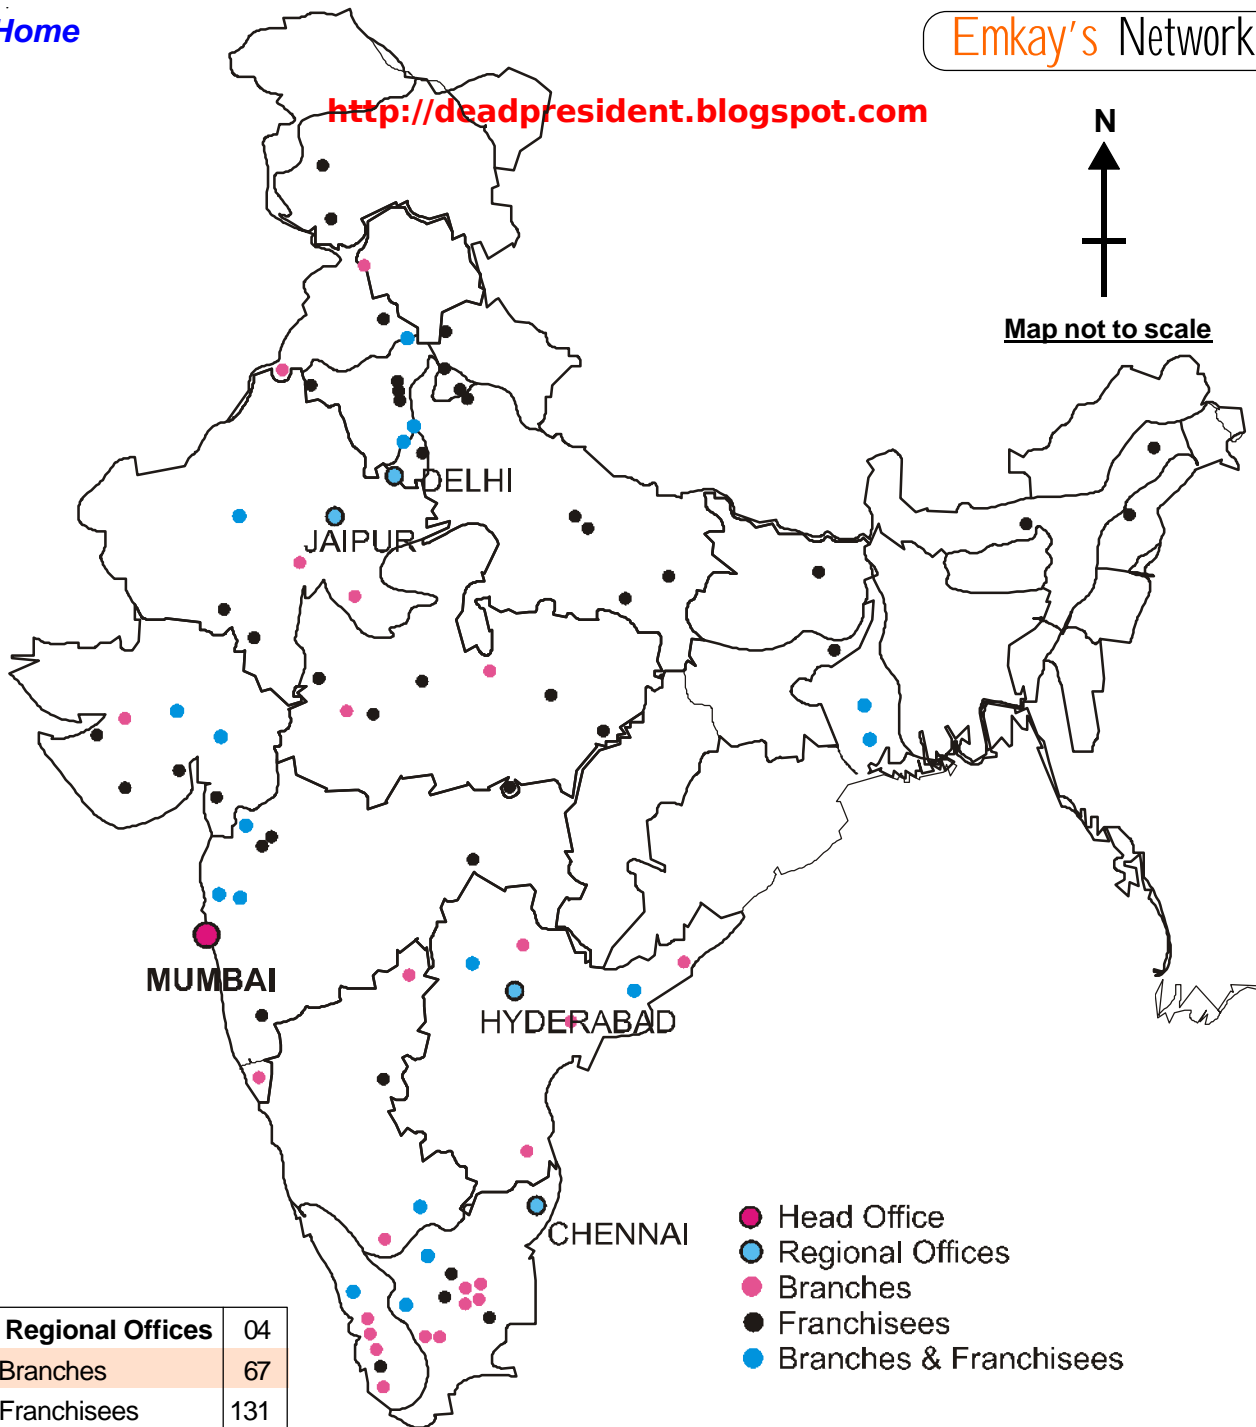 Home
Emkay's Network
http://deadpresident.blogspot.com
N
Map not to scale
DELHI
JAIPUR
MUMBAI
HYDERABAD
CHENNAI
Head Office
Regional Offices
Branches
Franchisees
Branches & Franchisees
Regional Offices 04
Branches 67
Franchisees 131